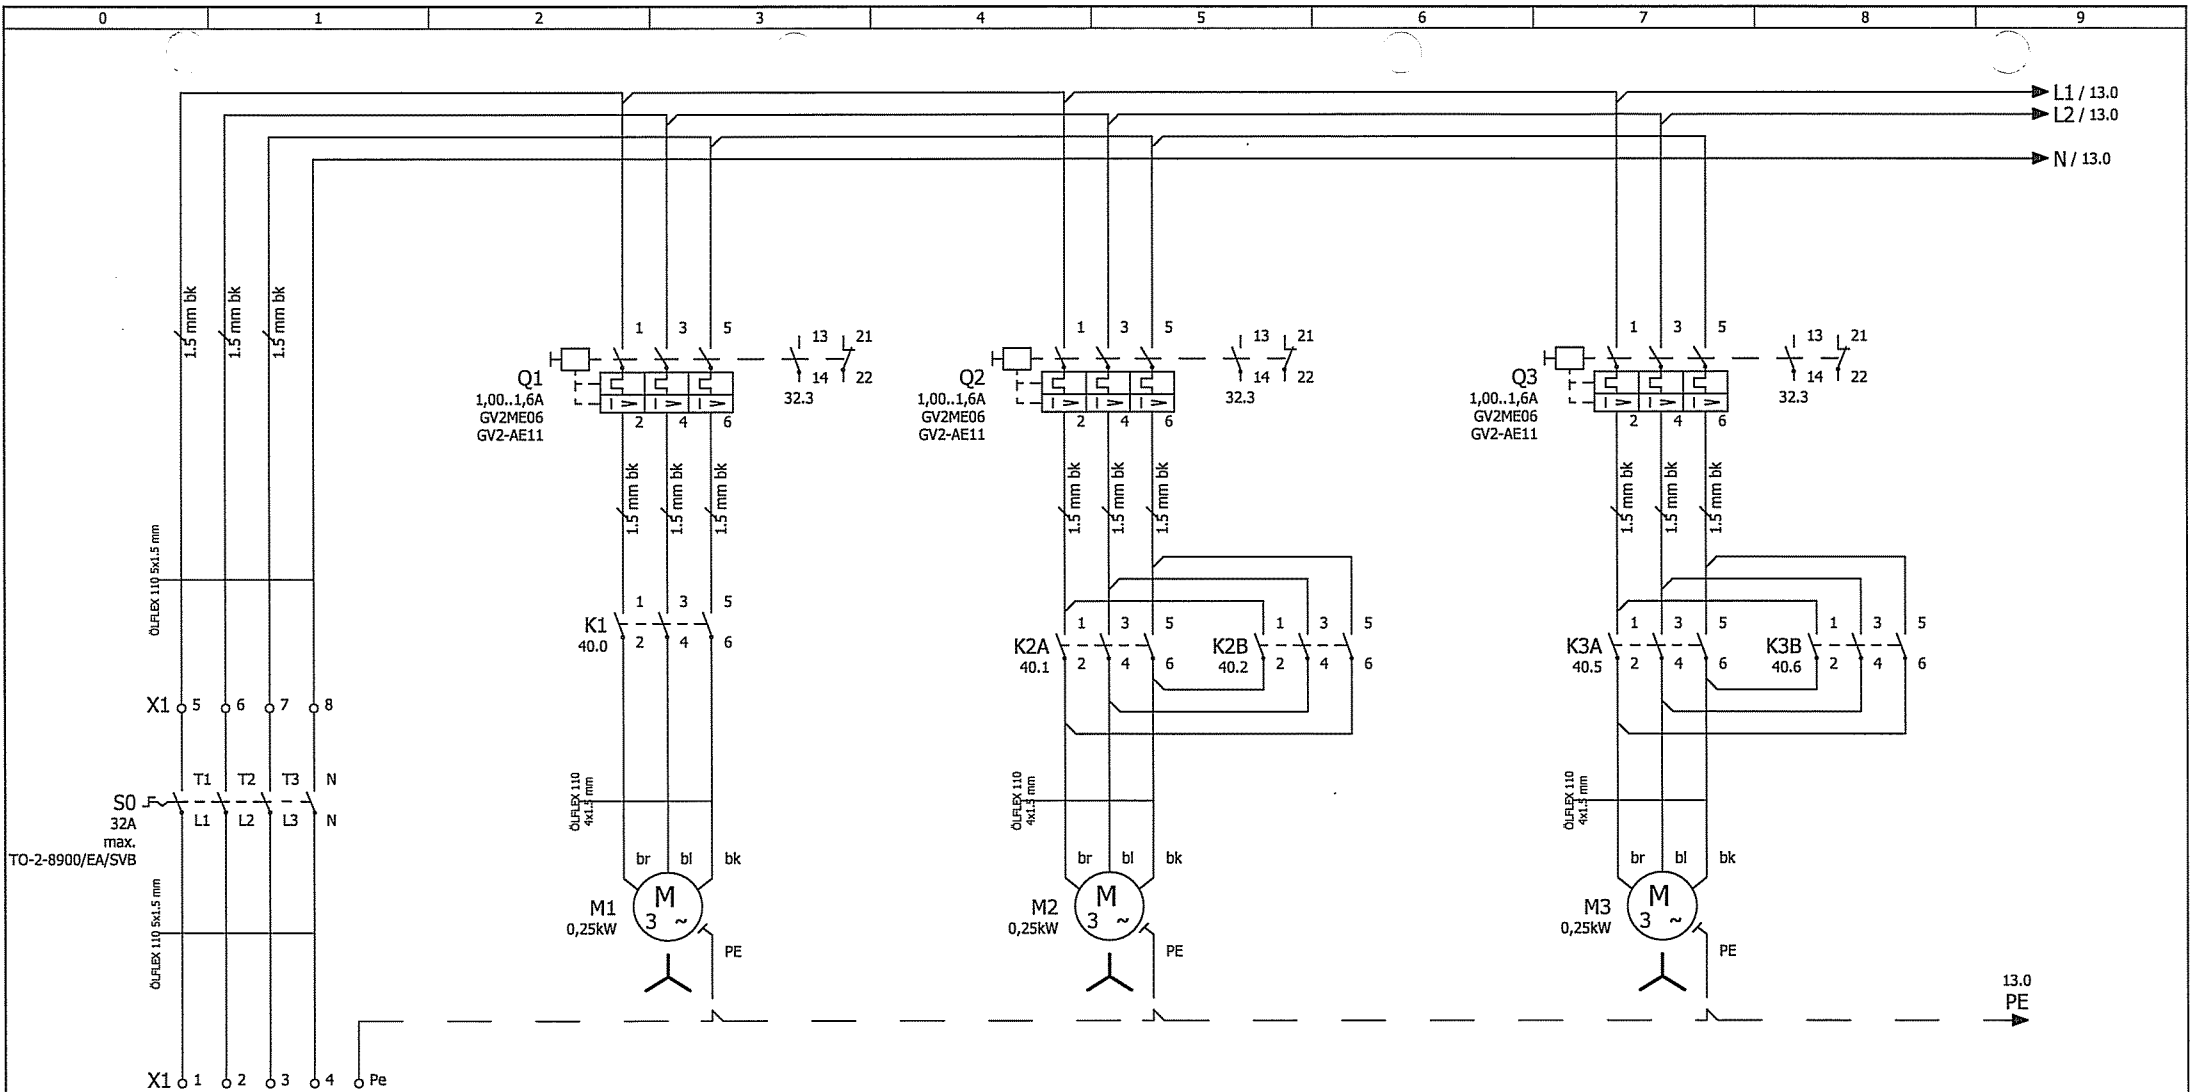 0 1 2 3 4 5 6 7 8 9
L1 / 13.0
L2 / 13.0
N / 13.0
1.5 mm bk 1.5 mm bk 1.5 mm bk
1 3 5 13 21
Q1 14 22
1,00..1,6A 32.3
GV2ME06
GV2-AE11
I > I > I >
2 4 6
1 3 5 13 21
Q2 14 22
1,00..1,6A 32.3
GV2ME06
GV2-AE11
I > I > I >
2 4 6
1 3 5 13 21
Q3 14 22
1,00..1,6A 32.3
GV2ME06
GV2-AE11
I > I > I >
2 4 6
1.5 mm bk 1.5 mm bk 1.5 mm bk
1.5 mm bk 1.5 mm bk 1.5 mm bk
1.5 mm bk 1.5 mm bk 1.5 mm bk
ÖLFLEX 110 5x1.5 mm
1 3 5
K1
40.0 2 4 6
1 3 5
K2A
40.1 2 4 6
1 3 5
K2B
40.2 2 4 6
1 3 5
K3A
40.5 2 4 6
1 3 5
K3B
40.6 2 4 6
X1 5 6 7 8
T1 T2 T3 N
S0 L1 L2 L3 N
32A
max.
TO-2-8900/EA/SVB
ÖLFLEX 110 5x1.5 mm
ÖLFLEX 110
4x1.5 mm
ÖLFLEX 110
4x1.5 mm
ÖLFLEX 110
4x1.5 mm
br bl bk
M
3 ~
M1
0,25kW
PE
br bl bk
M
3 ~
M2
0,25kW
PE
br bl bk
M
3 ~
M3
0,25kW
PE
13.0
PE
X1 1 2 3 4 Pe